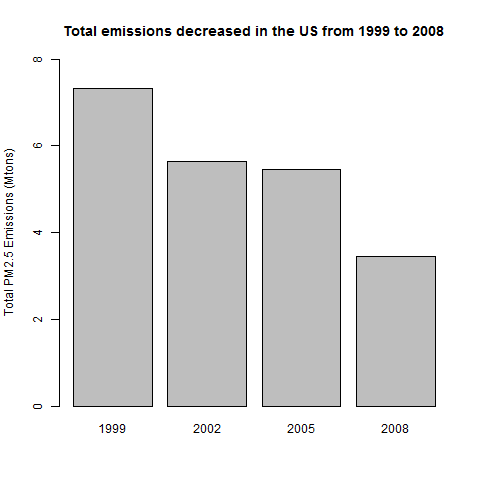 Total emissions decreased in the US from 1999 to 2008
Total PM2.5 Emissions (Mtons)
8
6
4
2
0
1999 2002 2005 2008